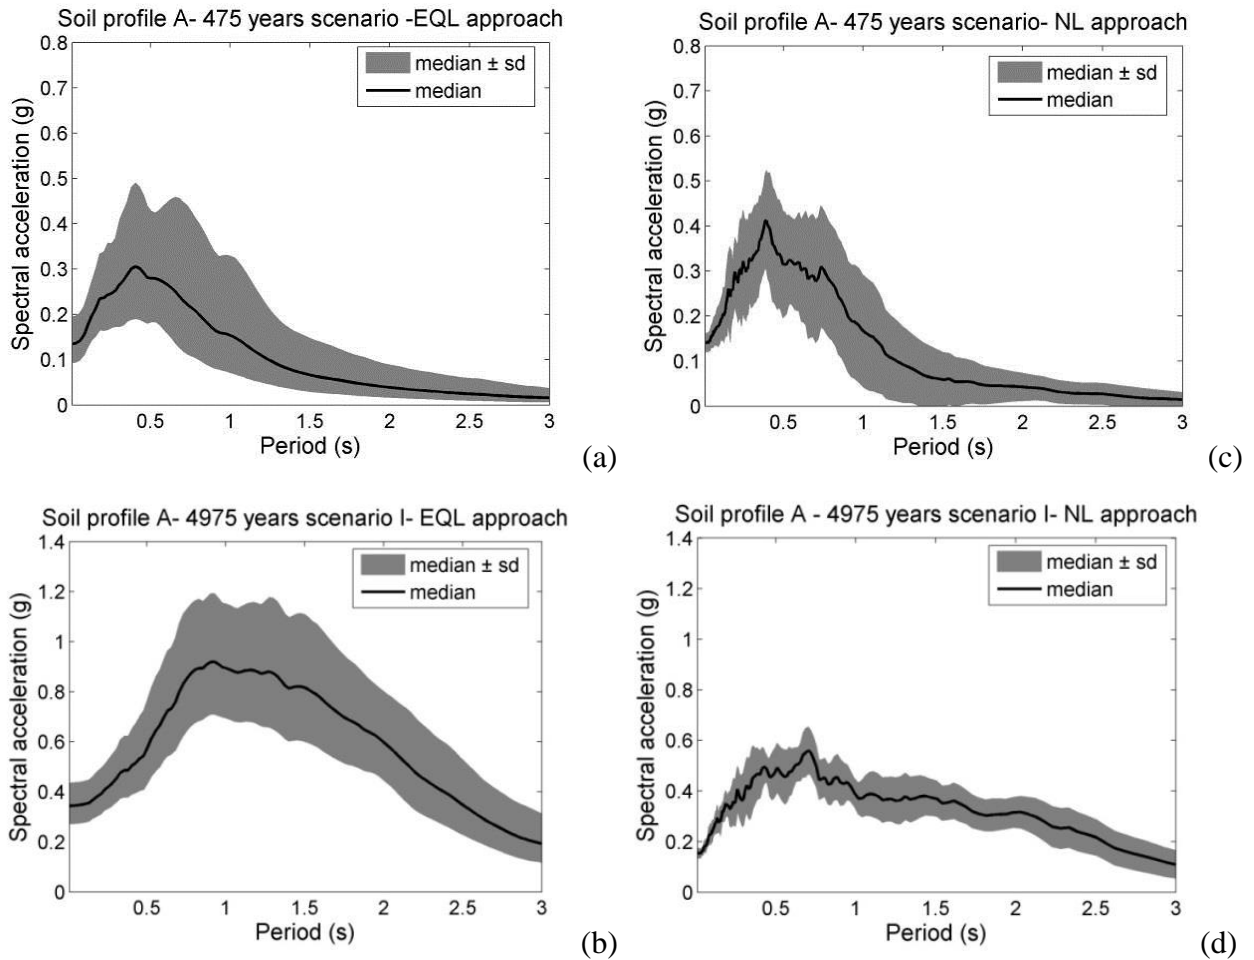 Soil profile A- 475 years scenario -EQL approach
0.8
0.7
0.6
0.5
0.4
0.3
0.2
0.1
0
Spectral acceleration (g)
median ± sd
median
0.5 1 1.5 2 2.5 3
Period (s)
(a)
Soil profile A- 475 years scenario- NL approach
0.8
0.7
0.6
0.5
0.4
0.3
0.2
0.1
0
Spectral acceleration (g)
median ± sd
median
0.5 1 1.5 2 2.5 3
Period (s)
(c)
Soil profile A- 4975 years scenario I- EQL approach
1.4
1.2
1
0.8
0.6
0.4
0.2
0
Spectral acceleration (g)
median ± sd
median
0.5 1 1.5 2 2.5 3
Period (s)
(b)
Soil profile A - 4975 years scenario I- NL approach
1.4
1.2
1
0.8
0.6
0.4
0.2
0
Spectral acceleration (g)
median ± sd
median
0.5 1 1.5 2 2.5 3
Period (s)
(d)